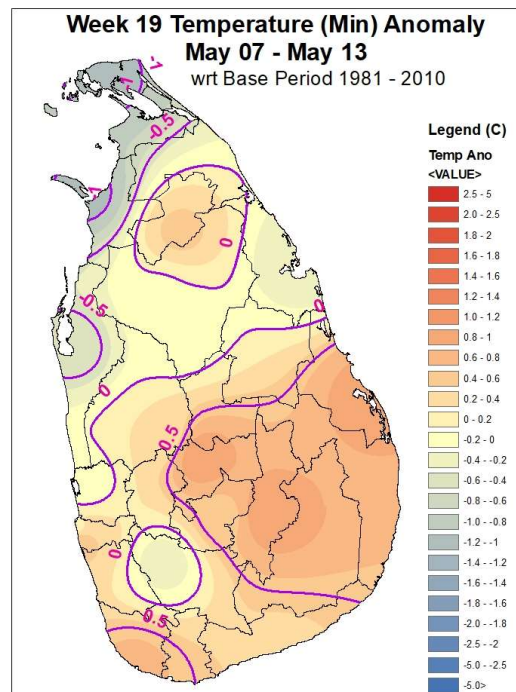 Week 19 Temperature (Min) Anomaly
May 07 - May 13
wrt Base Period 1981 - 2010
Legend (C)
Temp Ano
<VALUE>
2.5 - 5
2.0 - 2.5
1.8 - 2
1.6 - 1.8
1.4 - 1.6
1.2 - 1.4
1.0 - 1.2
0.8 - 1
0.6 - 0.8
0.4 - 0.6
0.2 - 0.4
0 - 0.2
-0.2 - 0
-0.4 - -0.2
-0.6 - -0.4
-0.8 - -0.6
-1.0 - -0.8
-1.2 - -1
-1.4 - -1.2
-1.6 - -1.4
-1.8 - -1.6
-2.0 - -1.8
-2.5 - -2
-5.0 - -2.5
-5.0>
-1
-1
-0.5
-1
0
-0.5
0
0
0.5
0
0.5